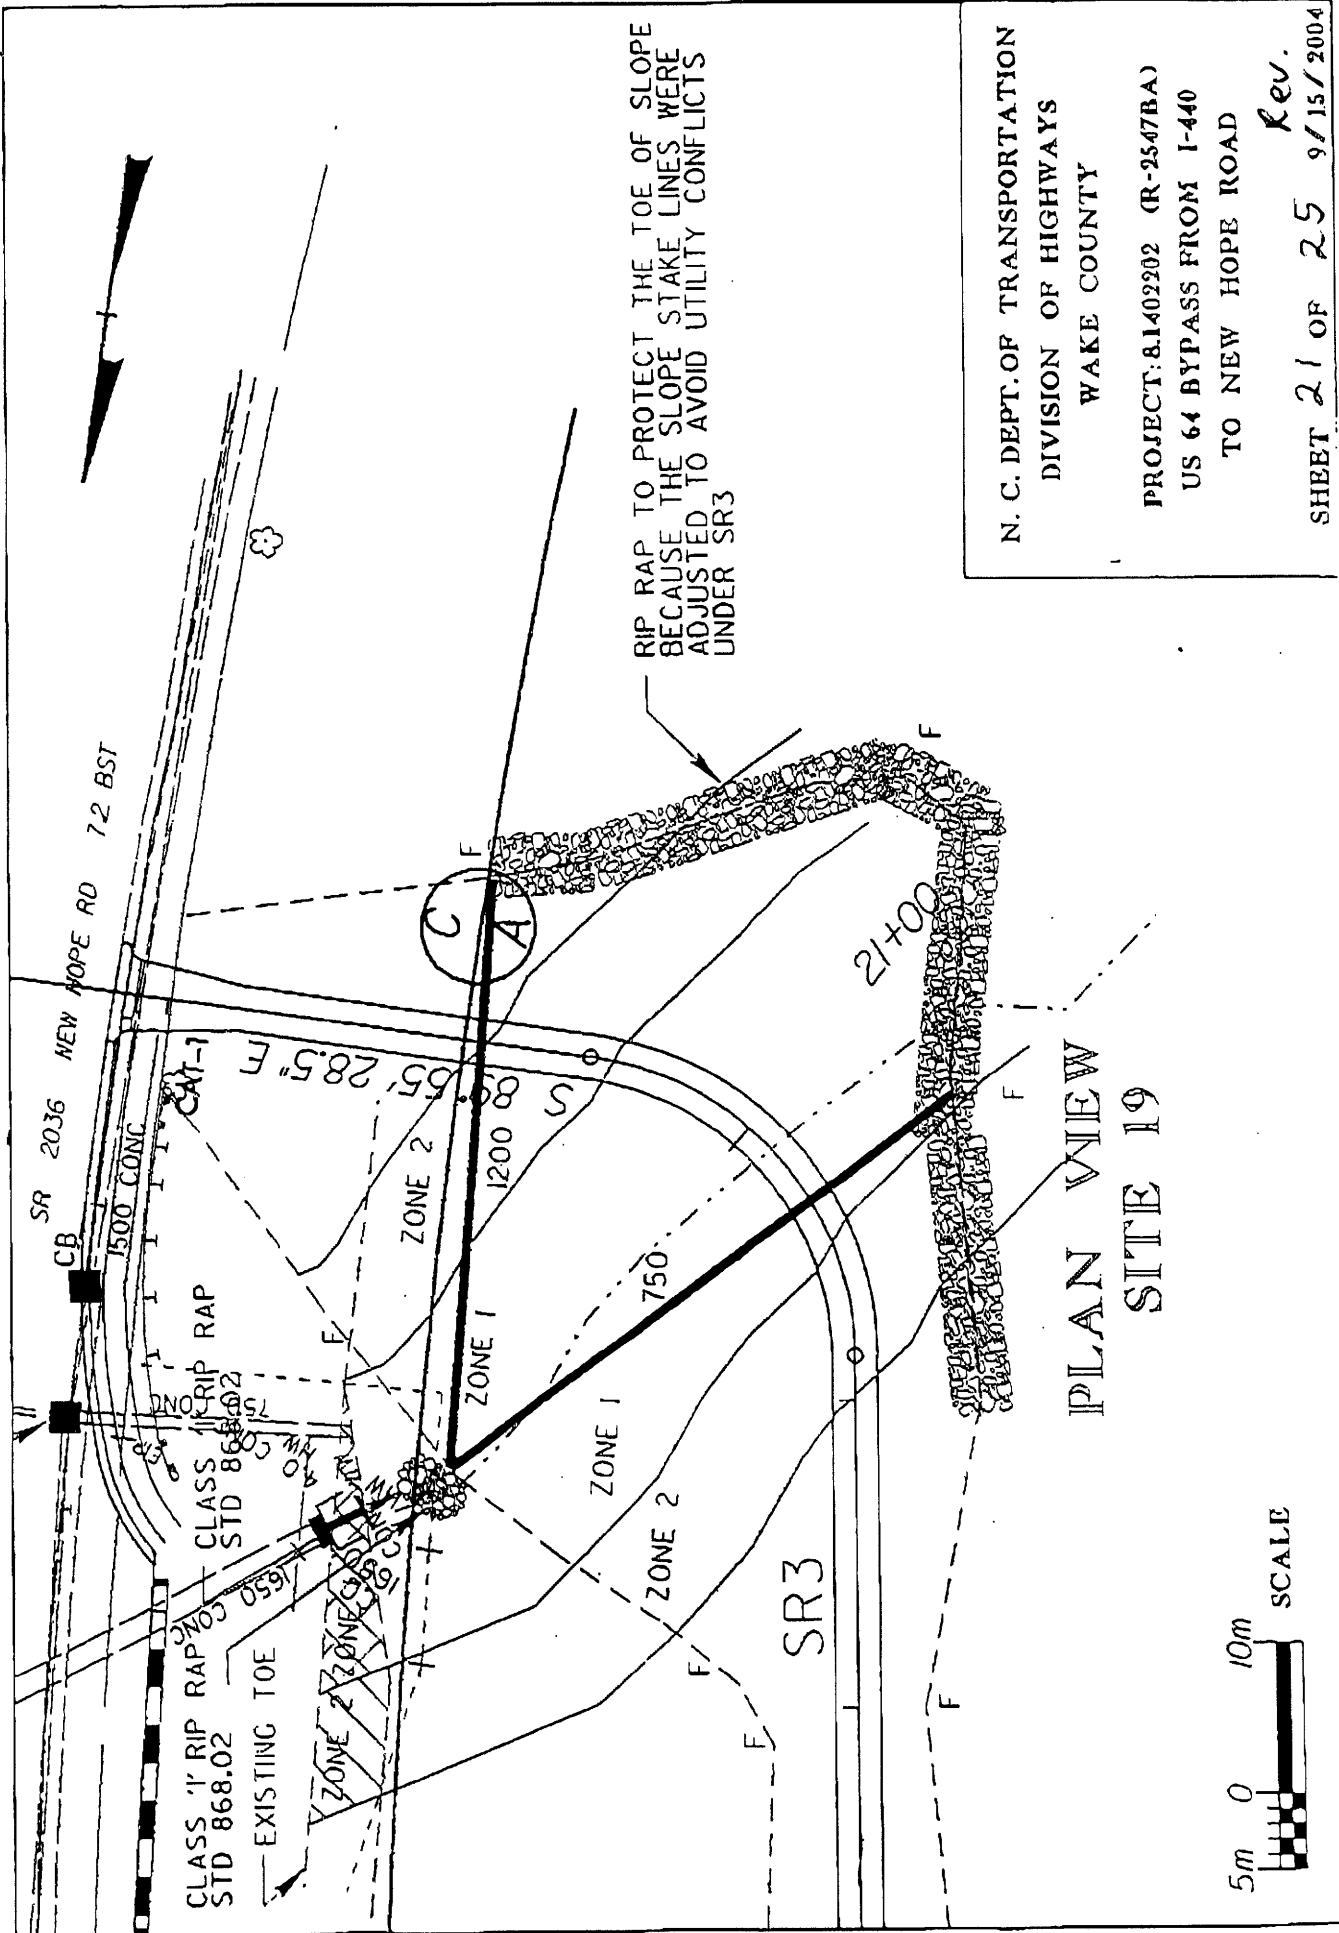 SR 2036 NEW HOPE RD 7.2 BST
CB
1500 CONC
CAT-1
S 89° 55' 28.5" E
RIP RAP TO PROTECT THE TOE OF SLOPE
BECAUSE THE SLOPE STAKE LINES WERE
ADJUSTED TO AVOID UTILITY CONFLICTS
UNDER SR3
C
A
F
F
F
F
F
F
F
ZONE 2
1200
ZONE 1
750
21+00
ZONE 1
ZONE 2
SR3
CLASS 'I' RIP RAP
STD 868.02
CLASS 'I' RIP RAP
STD 868.02
EXISTING TOE
ZONE 2
ZONE
1650 CONC
750 CONC
PLAN VIEW
SITE 19
5m 0 10m
SCALE
N. C. DEPT. OF TRANSPORTATION
DIVISION OF HIGHWAYS
WAKE COUNTY
PROJECT: 8.1402202 (R-2547BA)
US 64 BYPASS FROM I-440
TO NEW HOPE ROAD
Rev.
SHEET 21 OF 25 9/15/2004